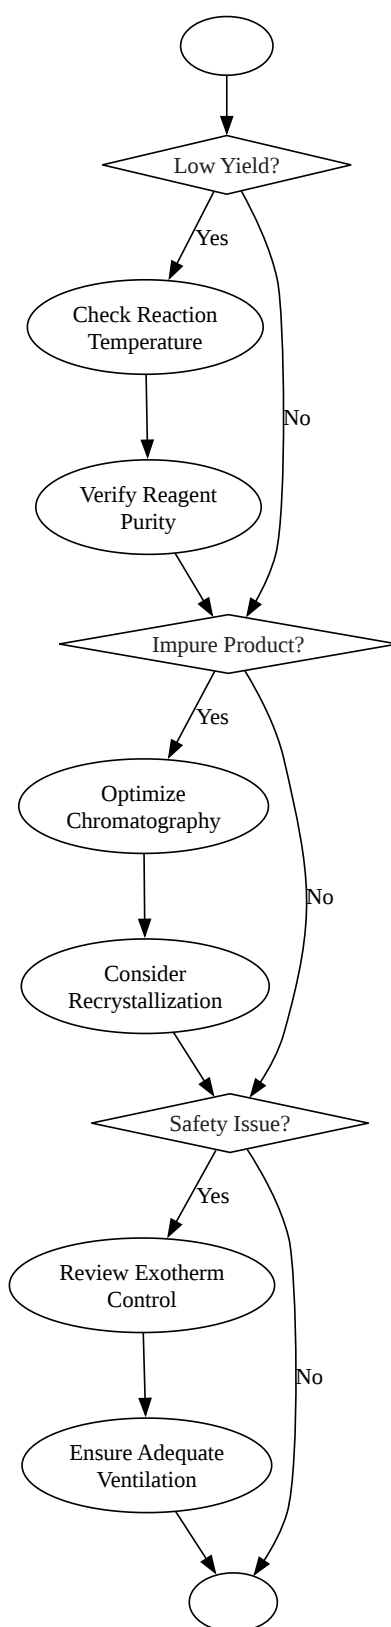 Low Yield?
Yes
Check Reaction
Temperature
No
Verify Reagent
Purity
Impure Product?
Yes
Optimize
Chromatography
No
Consider
Recrystallization
Safety Issue?
Yes
Review Exotherm
Control
No
Ensure Adequate
Ventilation